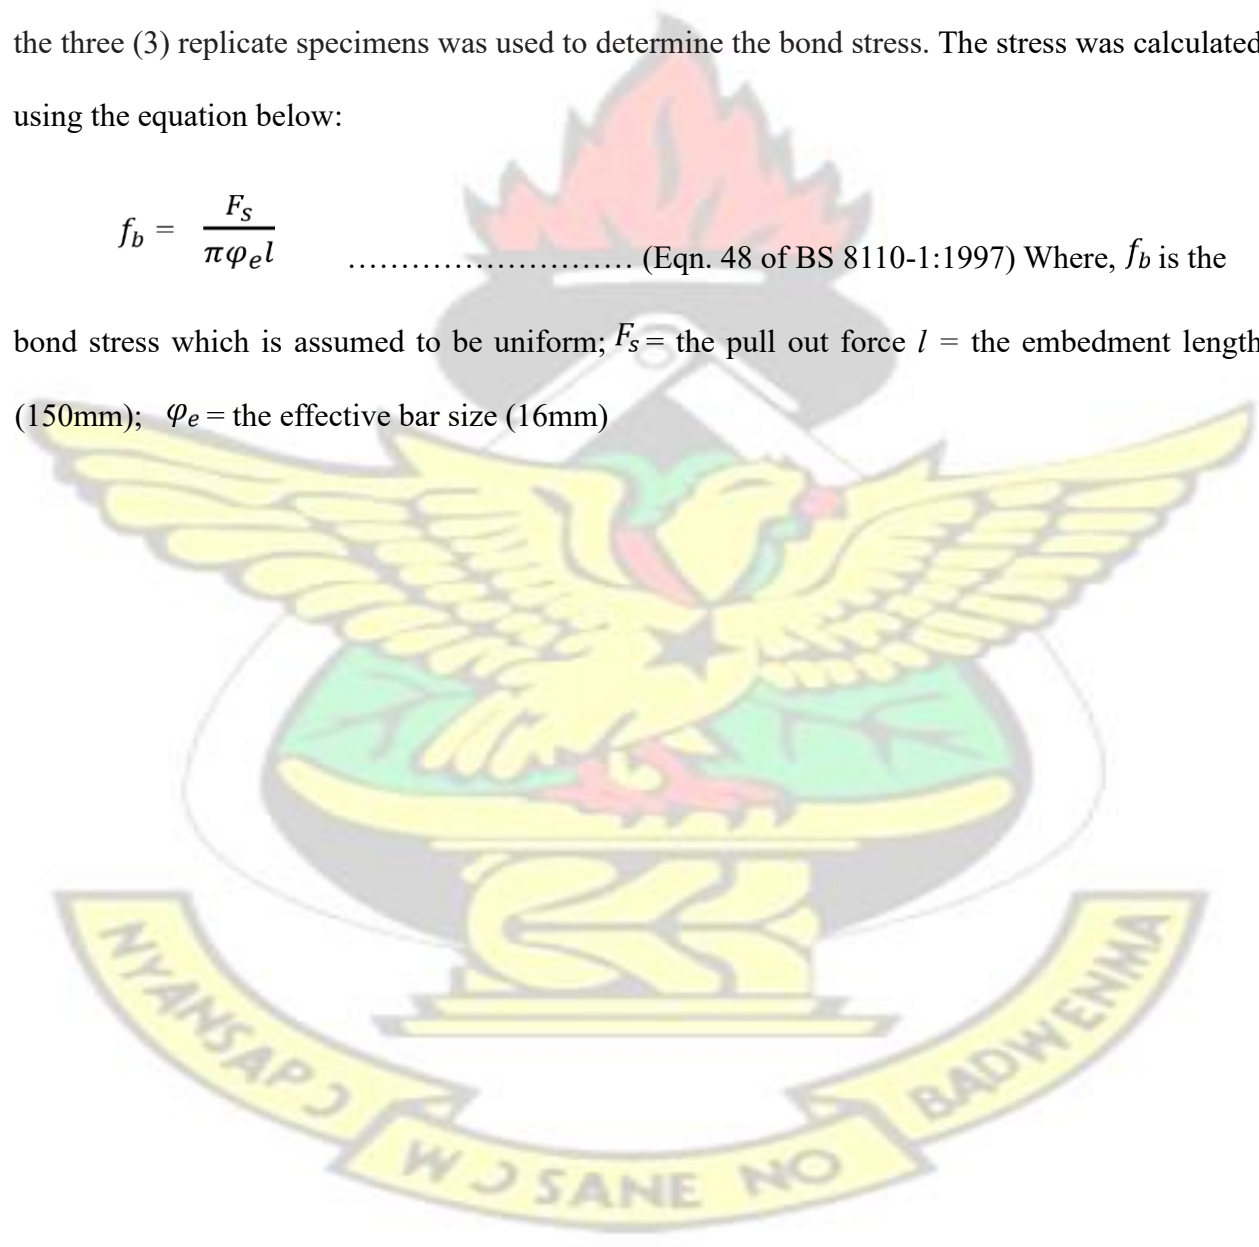 the three (3) replicate specimens was used to determine the bond stress. The stress was calculated
using the equation below:
f_b = F_s / πφ_e l ........................... (Eqn. 48 of BS 8110-1:1997) Where, f_b is the
bond stress which is assumed to be uniform; F_s = the pull out force l = the embedment length
(150mm); φ_e = the effective bar size (16mm)
NYANSAPƆ
WƆSANE NO
BADWENMA